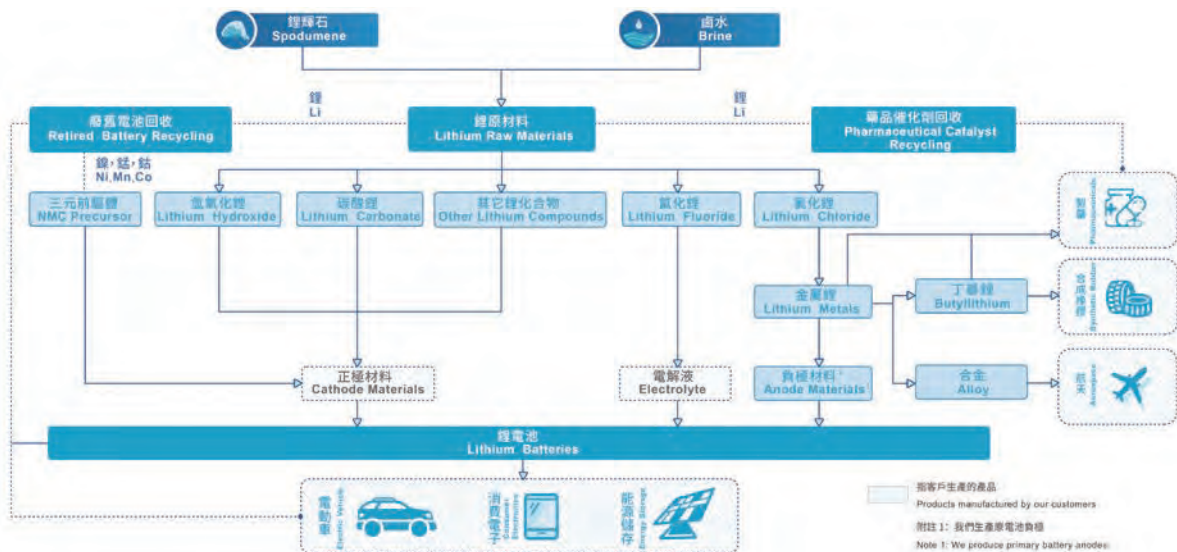 鋰輝石
Spodumene
鹵水
Brine
鋰
Li
鋰
Li
廢舊電池回收
Retired Battery Recycling
鋰原材料
Lithium Raw Materials
藥品催化劑回收
Pharmaceutical Catalyst
Recycling
鎳，錳，鈷
Ni,Mn,Co
三元前驅體
NMC Precursor
氫氧化鋰
Lithium Hydroxide
碳酸鋰
Lithium Carbonate
其它鋰化合物
Other Lithium Compounds
氟化鋰
Lithium Fluoride
氯化鋰
Lithium Chloride
製藥
Pharmaceuticals
金屬鋰
Lithium Metals
丁基鋰
Butyllithium
合成橡膠
Synthetic Rubber
正極材料
Cathode Materials
電解液
Electrolyte
負極材料¹
Anode Materials
合金
Alloy
航天
Aerospace
鋰電池
Lithium Batteries
電動車
Electric Vehicle
消費電子
Consumer
Electronics
能源儲存
Energy Storage
指客戶生產的產品
Products manufactured by our customers
附註 1：我們生產原電池負極
Note 1: We produce primary battery anodes.